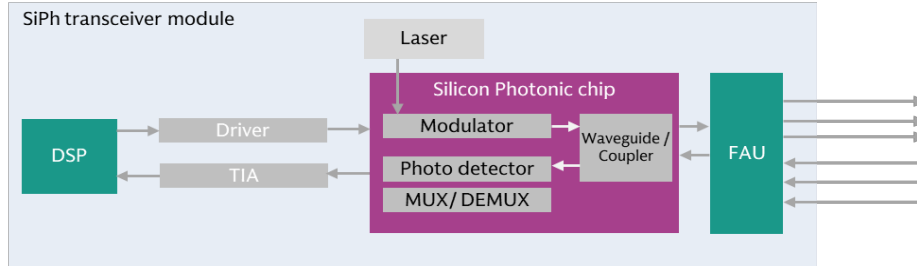 SiPh transceiver module
Laser
Silicon Photonic chip
Driver
Modulator
Waveguide /
Coupler
DSP
FAU
TIA
Photo detector
MUX/ DEMUX